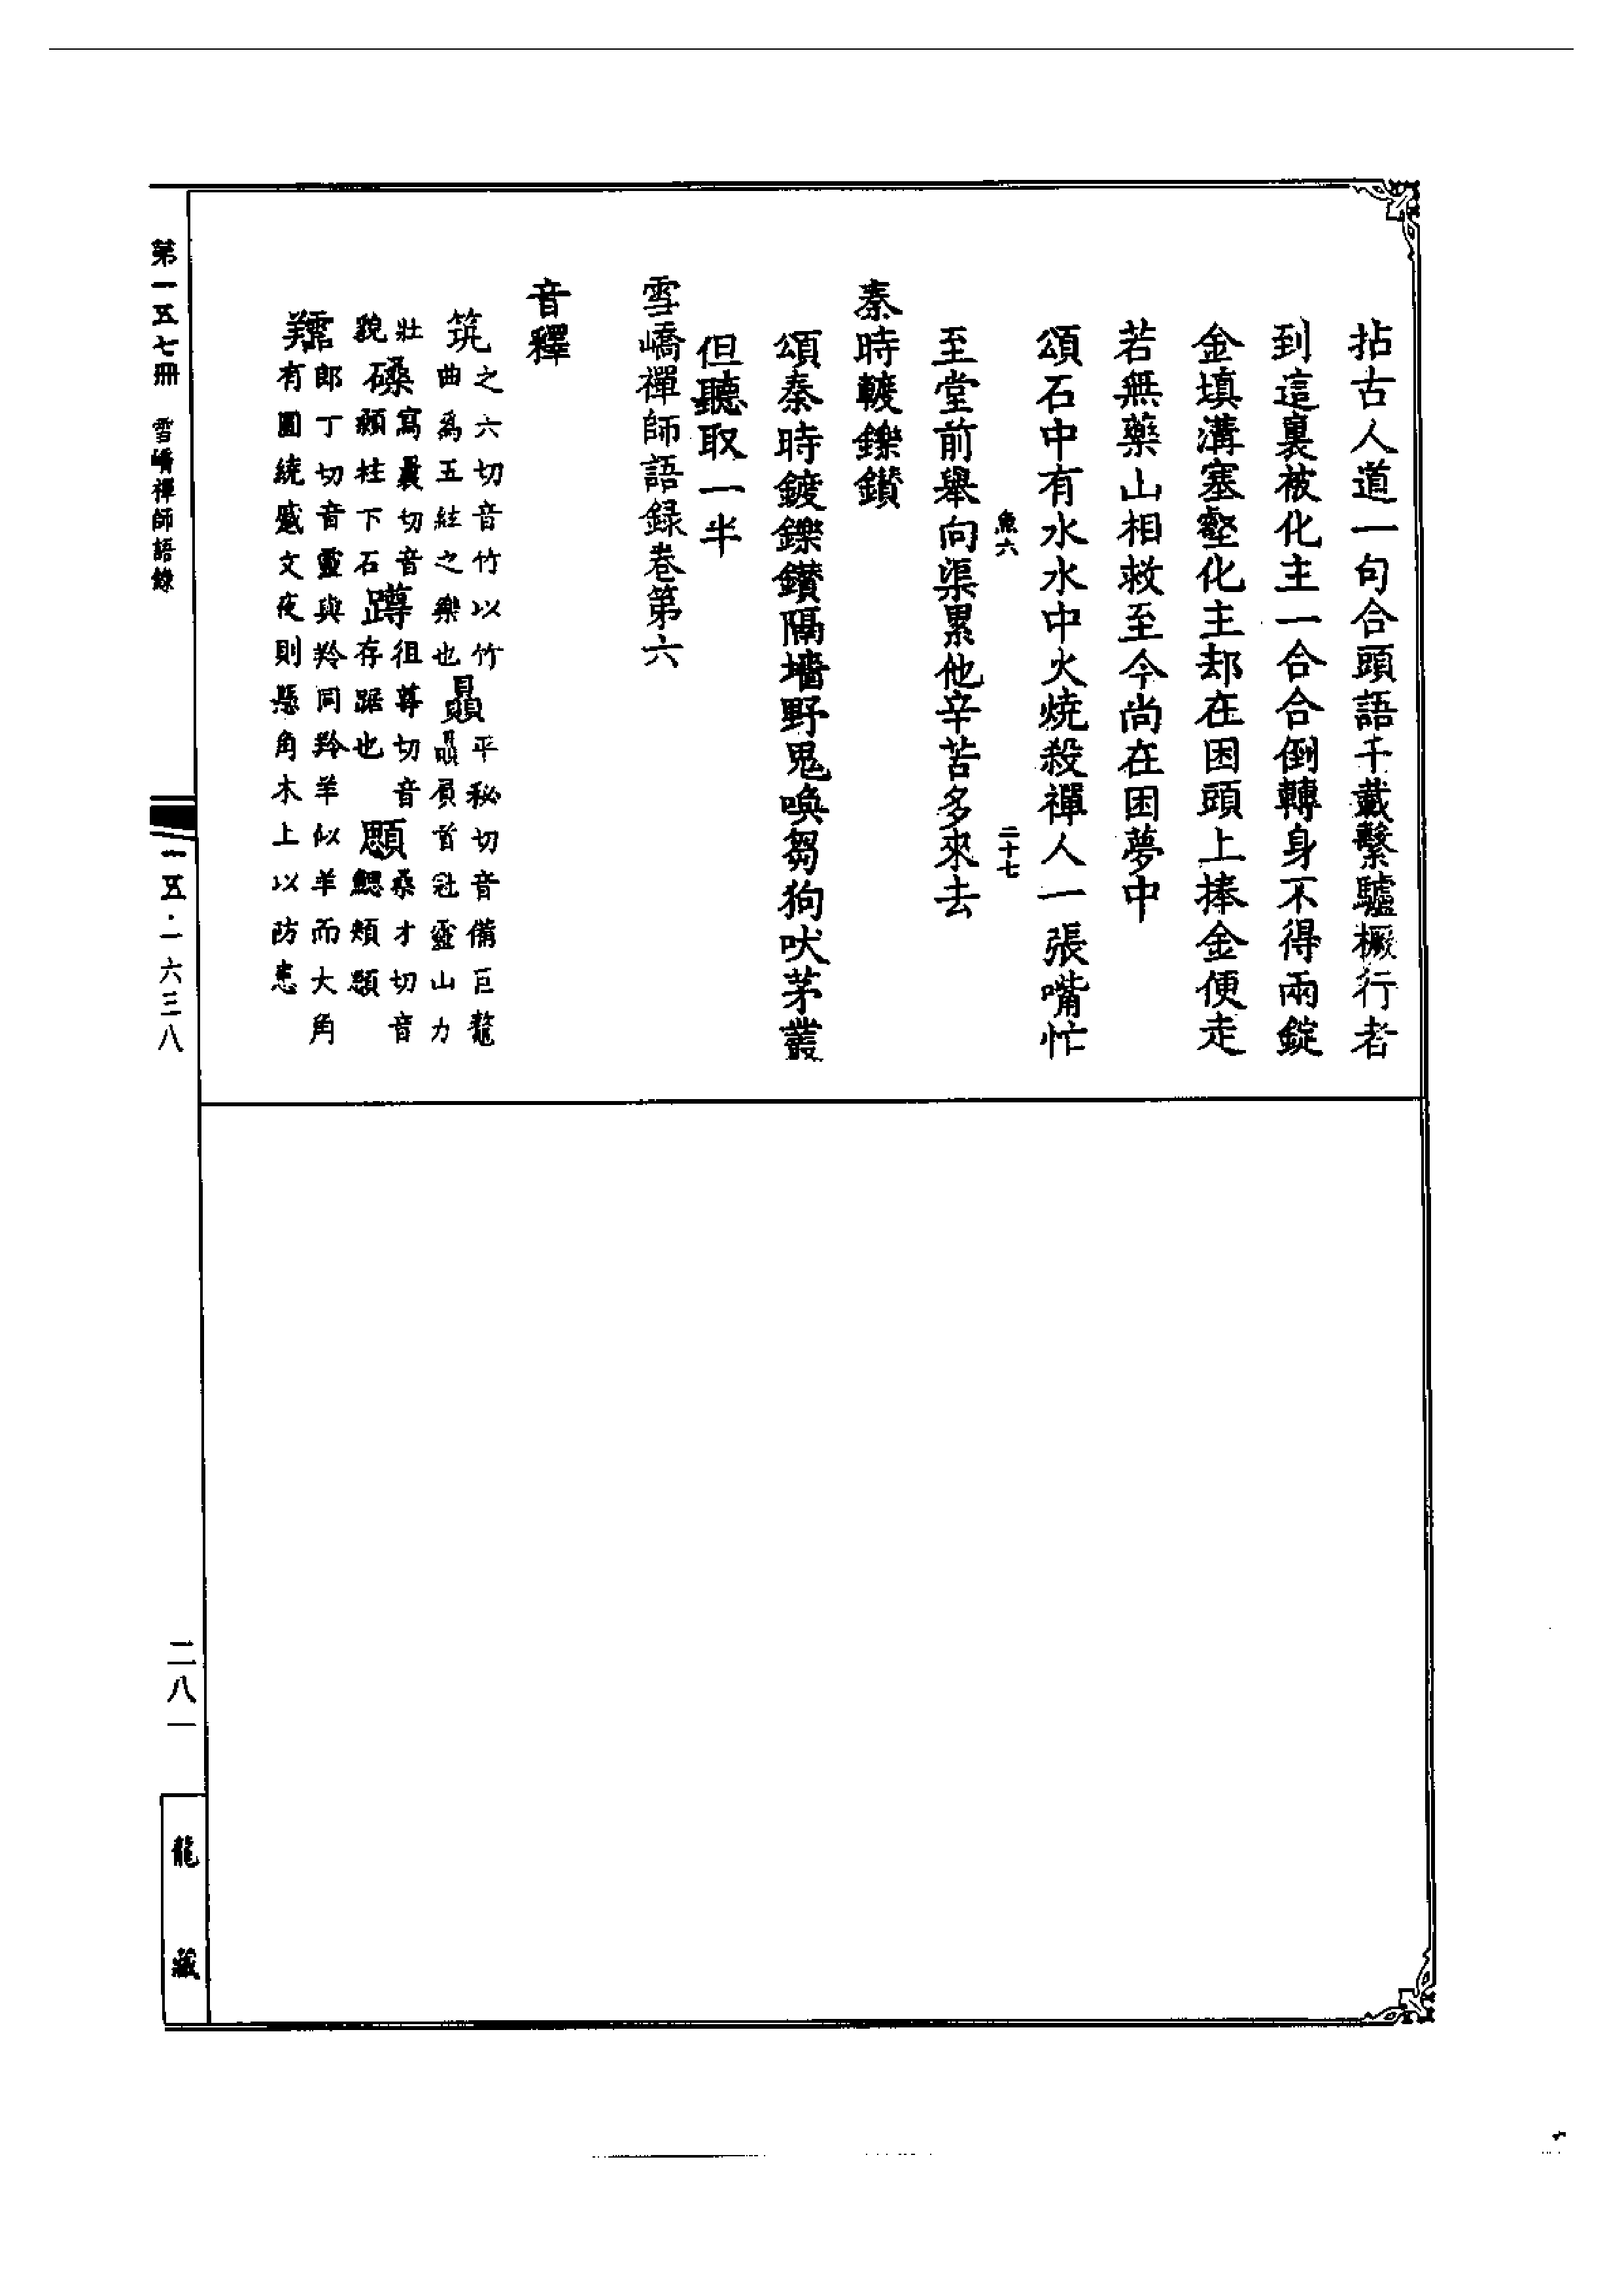 拈古人道一句合頭語千載繫驢橛行者
到這裏被化主一合合倒轉身不得兩錠
金填溝塞壑化主却在困頭上捧金便走
若無藥山相救至今尚在困夢中
頌石中有水水中火燒殺禪人一張嘴忙
魚六
二十七
至堂前舉向渠累他辛苦多來去
秦時轆鑠鑽
頌秦時鍍鑠鑽隔墻野鬼喚芻狗吠茅叢
但聽取一半
雪嶠禪師語録卷第六
音釋
筑之六切音竹以竹曲為五絃之樂也贔平秘切音備巨鼇贔屓首冠靈山力
壯貌磉寫曩切音顙柱下石蹲徂尊切音存踞也顋桑才切音鰓頰顋
羺郎丁切音靈與羚同羚羊似羊而大角有圓繞蹙文夜則懸角木上以防患
第一五七冊
雪嶠禪師語錄
一五·一六三八
二八一
龍藏